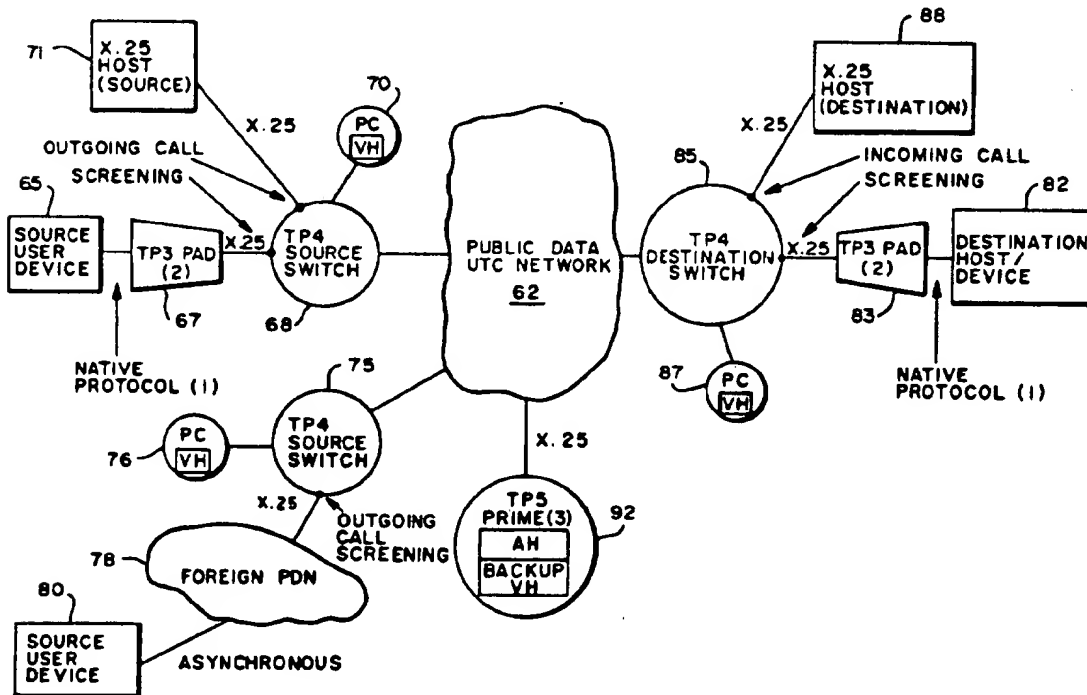 71
X.25
HOST
(SOURCE)
70
PC
VH
X.25
OUTGOING CALL
SCREENING
65
SOURCE
USER
DEVICE
TP3 PAD
(2)
67
X.25
TP4
SOURCE
SWITCH
68
NATIVE
PROTOCOL (1)
PUBLIC DATA
UTC NETWORK
62
88
X.25
HOST
(DESTINATION)
X.25
85
INCOMING CALL
SCREENING
82
TP4
DESTINATION
SWITCH
X.25
TP3 PAD
(2)
83
DESTINATION
HOST/
DEVICE
NATIVE
PROTOCOL (1)
87
PC
VH
75
TP4
SOURCE
SWITCH
76
PC
VH
X.25
OUTGOING
CALL
SCREENING
X.25
TP5
PRIME(3)
AH
BACKUP
VH
92
78
FOREIGN PDN
80
SOURCE
USER
DEVICE
ASYNCHRONOUS